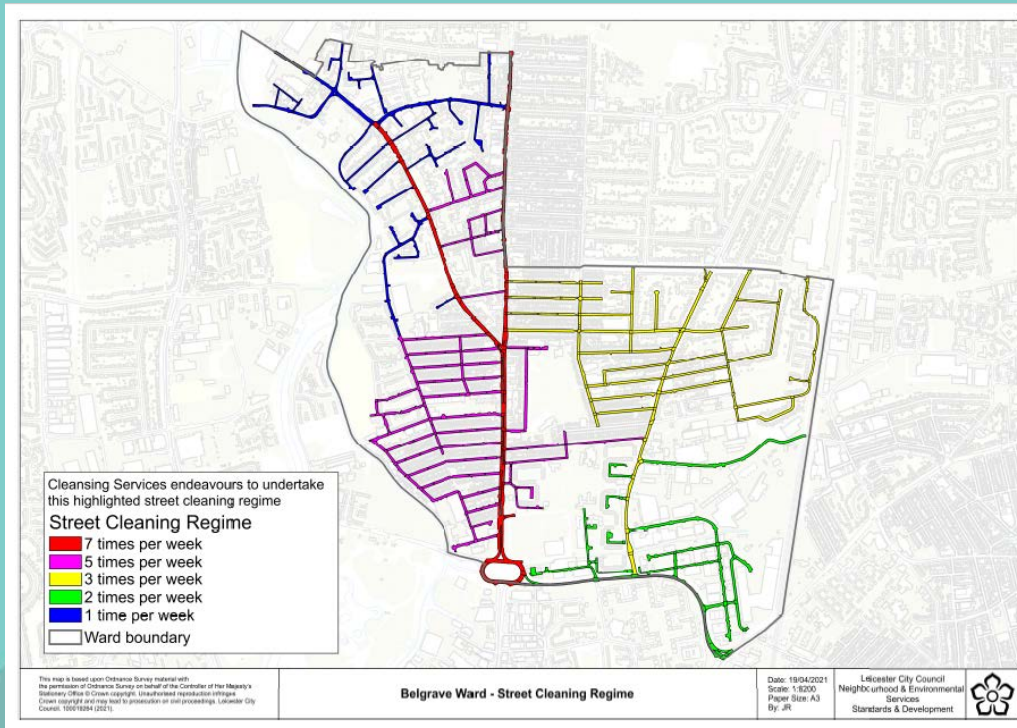 Cleansing Services endeavours to undertake
this highlighted street cleaning regime
Street Cleaning Regime
7 times per week
5 times per week
3 times per week
2 times per week
1 time per week
Ward boundary
This map is based upon Ordnance Survey material with
the permission of Ordnance Survey on behalf of the Controller of Her Majesty's
Stationery Office © Crown copyright. Unauthorised reproduction infringes
Crown copyright and may lead to prosecution or civil proceedings. Leicester City
Council. 100019264 (2021).
Belgrave Ward - Street Cleaning Regime
Date: 19/04/2021
Scale: 1:8200
Paper Size: A3
By: JR
Leicester City Council
Neighbourhood & Environmental
Services
Standards & Development